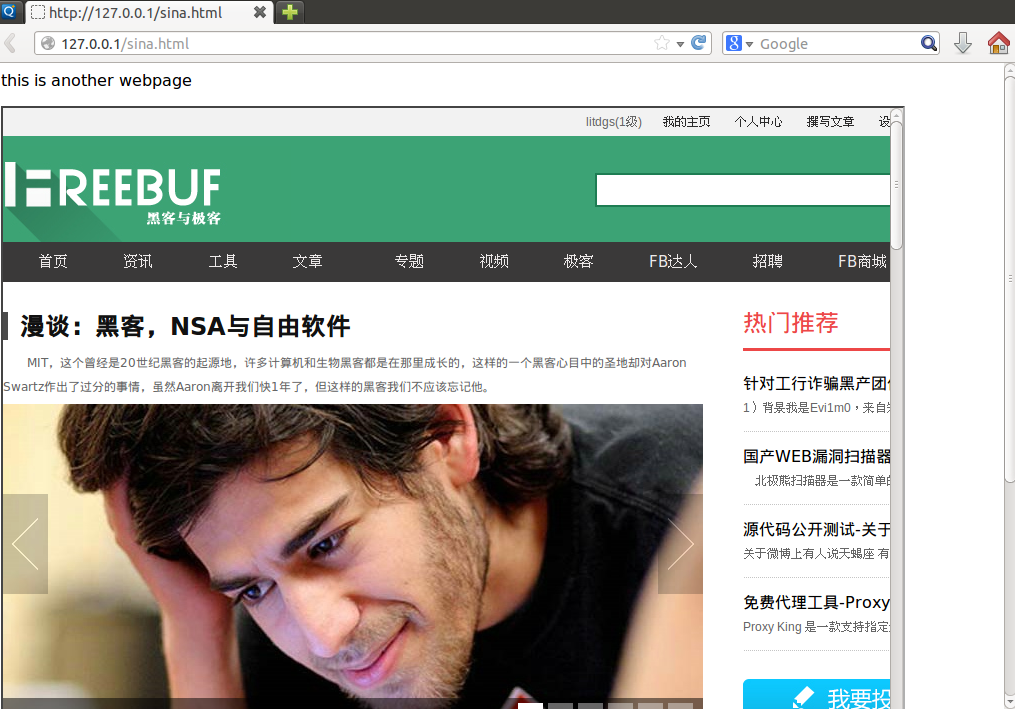 http://127.0.0.1/sina.html
127.0.0.1/sina.html
Google
this is another webpage
litdgs(1级) 我的主页 个人中心 撰写文章 设
FREEBUF
黑客与极客
首页 资讯 工具 文章 专题 视频 极客 FB达人 招聘 FB商城
漫谈：黑客，NSA与自由软件
MIT，这个曾经是20世纪黑客的起源地，许多计算机和生物黑客都是在那里成长的，这样的一个黑客心目中的圣地却对Aaron
Swartz作出了过分的事情，虽然Aaron离开我们快1年了，但这样的黑客我们不应该忘记他。
热门推荐
针对工行诈骗黑产团
1）背景我是Evi1m0，来自
国产WEB漏洞扫描器
北极熊扫描器是一款简单
源代码公开测试-关于
关于微博上有人说天蝎座 有
免费代理工具-Proxy
Proxy King 是一款支持指定
我要投